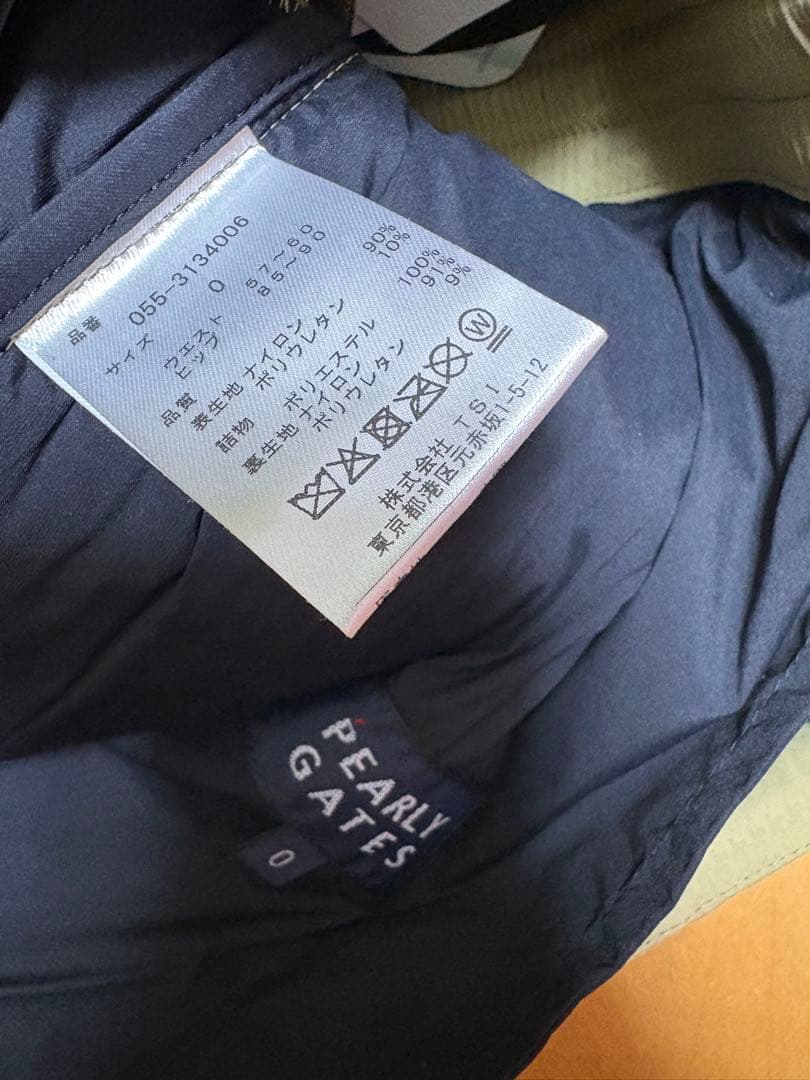 品番 055-3134006
サイズ 0
ウエスト 57~60
ヒップ 85~90
品質
表生地 ナイロン 90%
ポリウレタン 10%
詰物 ポリエステル 100%
裏生地 ナイロン 91%
ポリウレタン 9%
W
株式会社 TSI
東京都港区元赤坂1-5-12
PEARLY
GATES
0